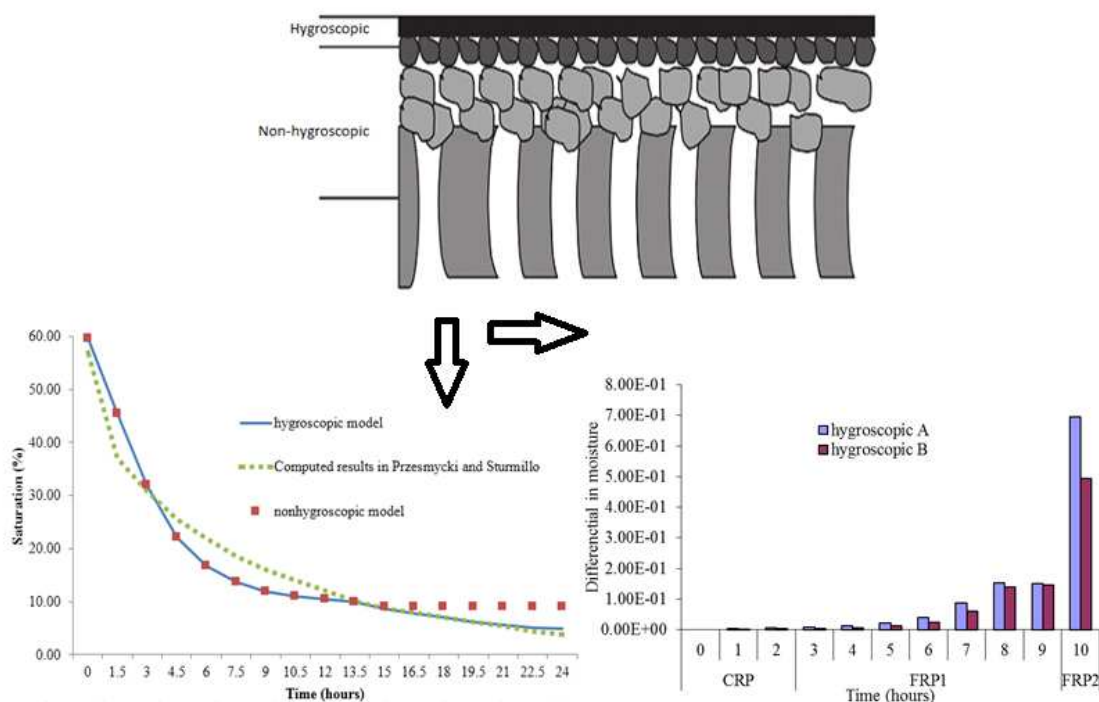 Hygroscopic
Non-hygroscopic
60.00
50.00
40.00
30.00
20.00
10.00
0.00
Saturation (%)
hygroscopic model
Computed results in Przesmycki and Sturmillo
nonhygroscopic model
0 1.5 3 4.5 6 7.5 9 10.5 12 13.5 15 16.5 18 19.5 21 22.5 24
Time (hours)
8.00E-01
7.00E-01
6.00E-01
5.00E-01
4.00E-01
3.00E-01
2.00E-01
1.00E-01
0.00E+00
Differenctial in moisture
hygroscopic A
hygroscopic B
0 1 2 3 4 5 6 7 8 9 10
CRP FRP1 FRP2
Time (hours)